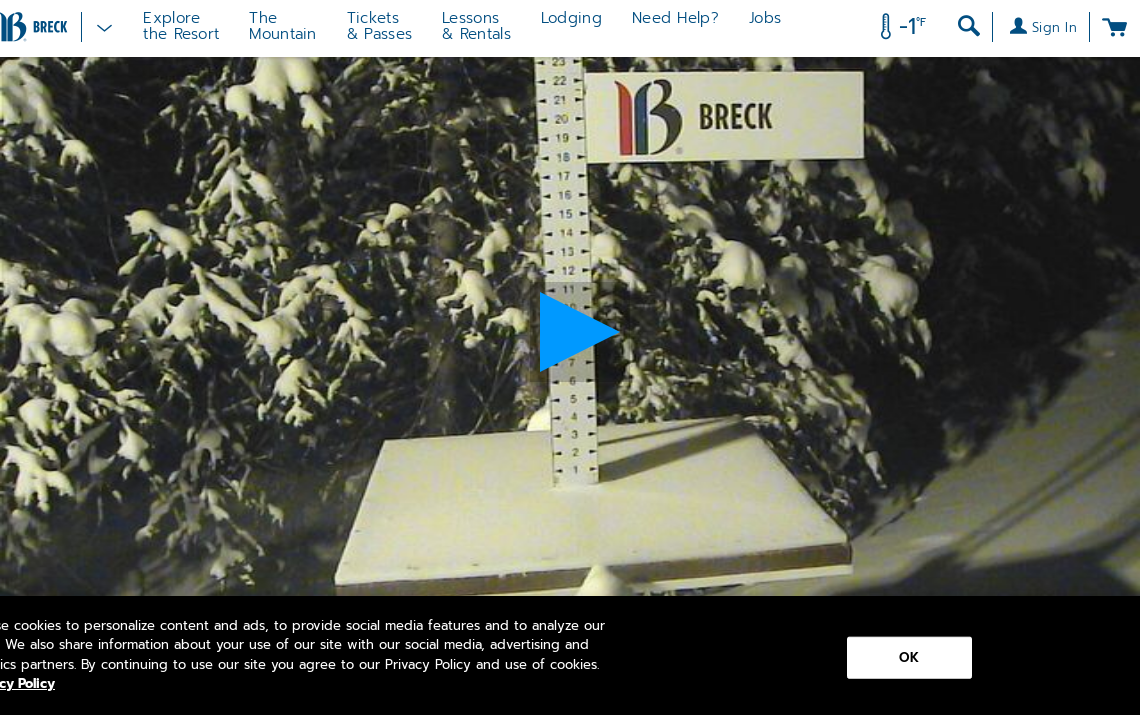 BRECK
Explore
the Resort
The
Mountain
Tickets
& Passes
Lessons
& Rentals
Lodging
Need Help?
Jobs
-1°F
Sign In
23
22
21
20
19
18
17
16
15
14
13
12
11
7
6
5
4
3
2
1
B BRECK
se cookies to personalize content and ads, to provide social media features and to analyze our
We also share information about your use of our site with our social media, advertising and
ics partners. By continuing to use our site you agree to our Privacy Policy and use of cookies.
cy Policy
OK